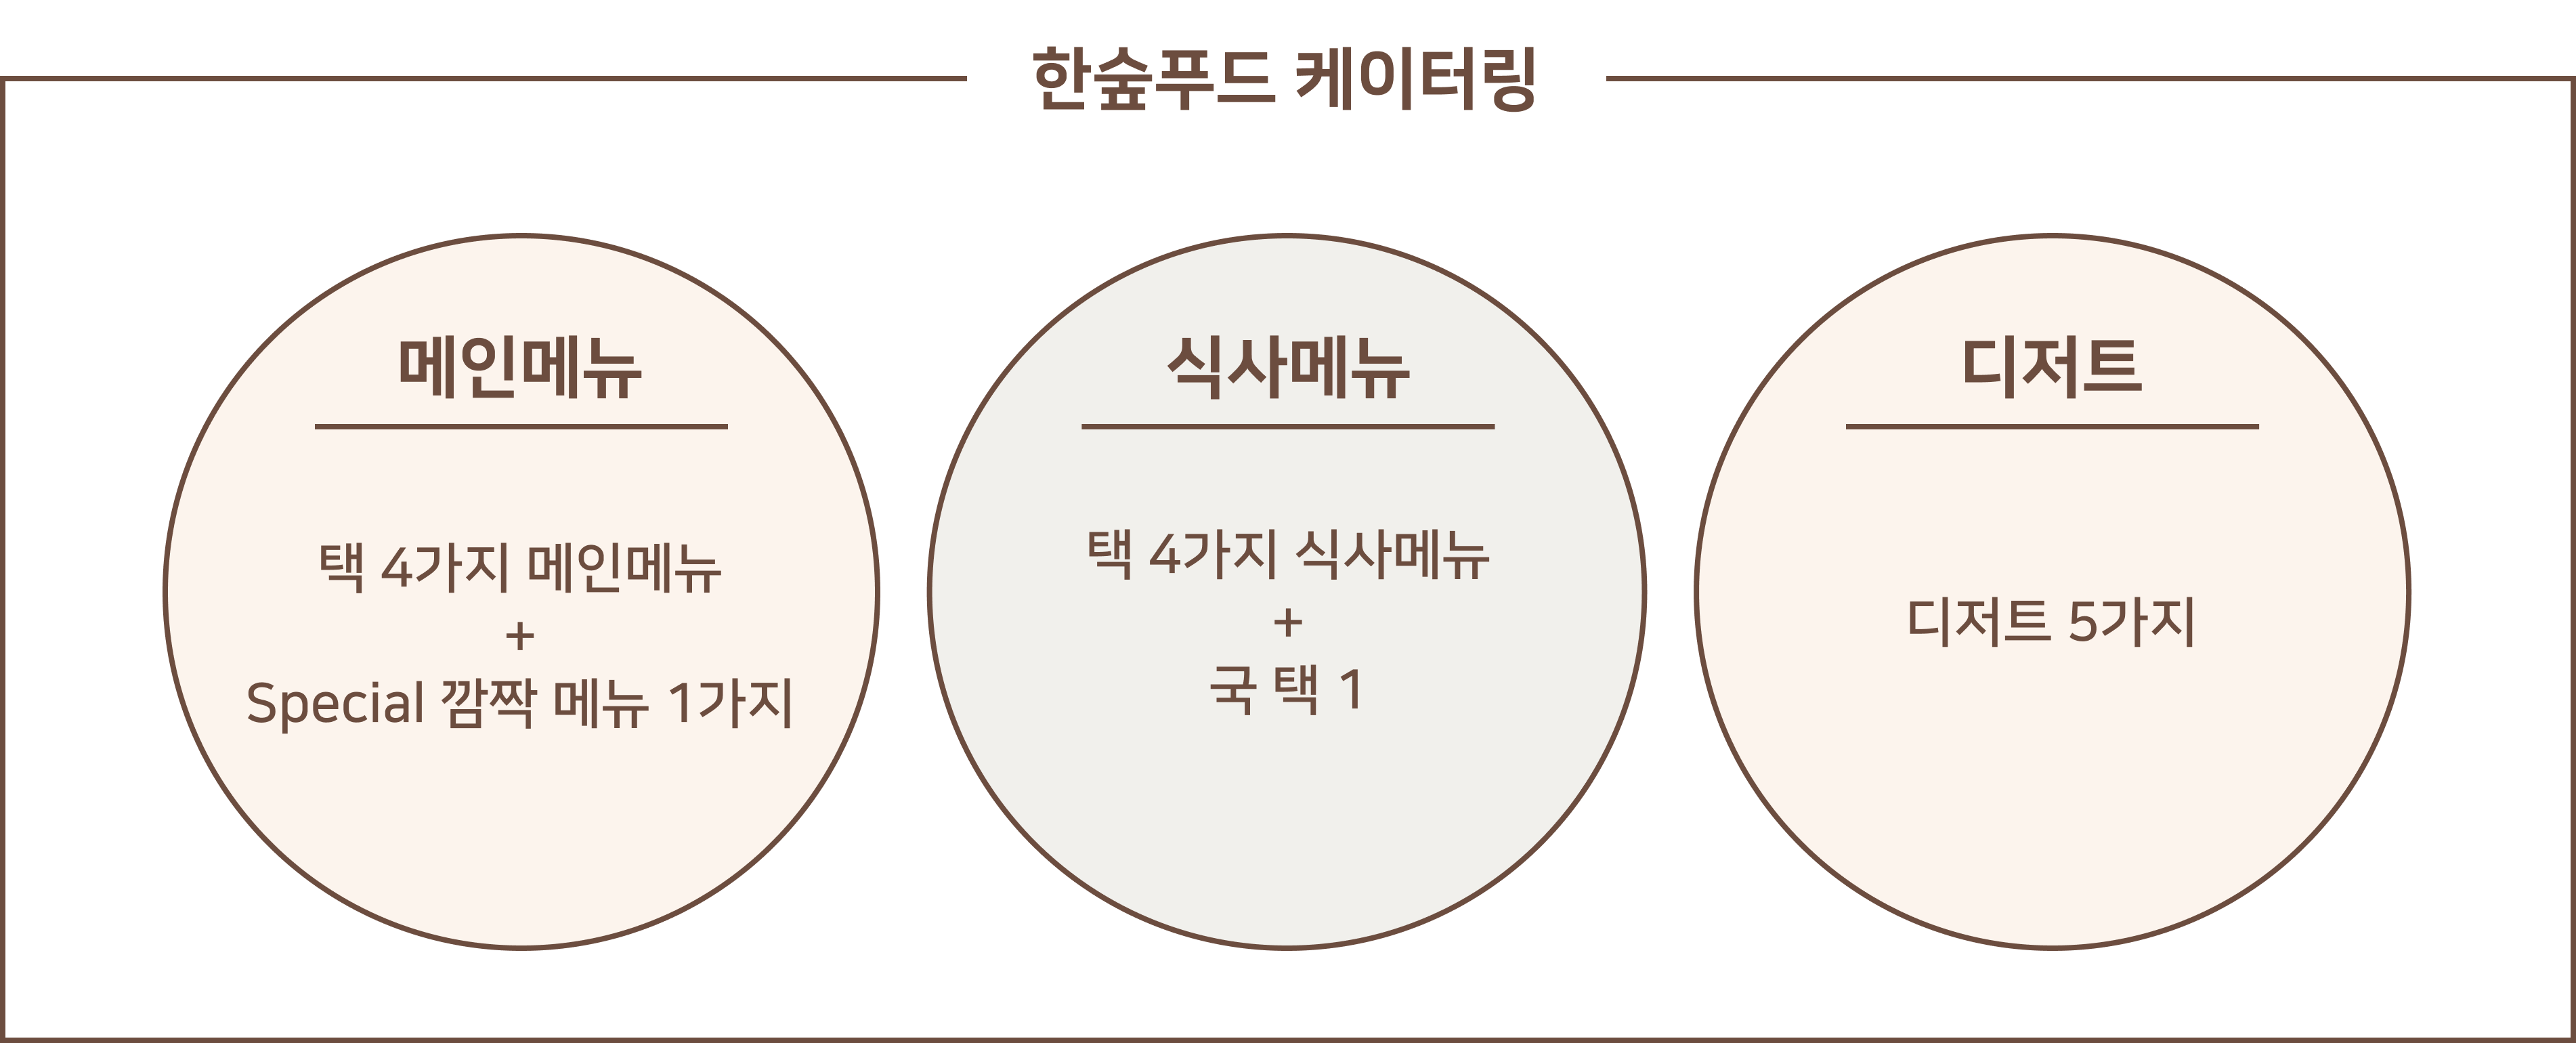 한숲푸드 케이터링
메인메뉴
택 4가지 메인메뉴
+
Special 깜짝 메뉴 1가지
식사메뉴
택 4가지 식사메뉴
+
국 택 1
디저트
디저트 5가지